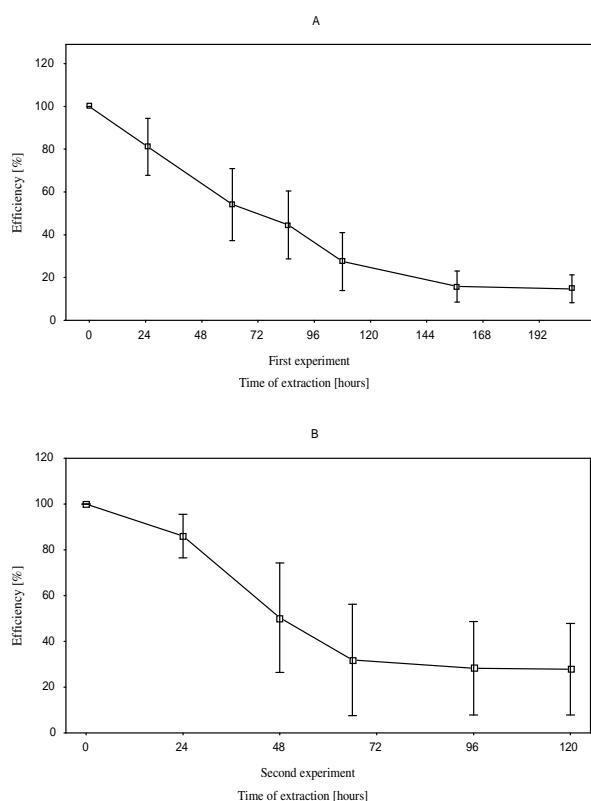 A
120
100
80
60
40
20
0
Efficiency [%]
0 24 48 72 96 120 144 168 192
First experiment
Time of extraction [hours]
B
120
100
80
60
40
20
0
Efficiency [%]
0 24 48 72 96 120
Second experiment
Time of extraction [hours]